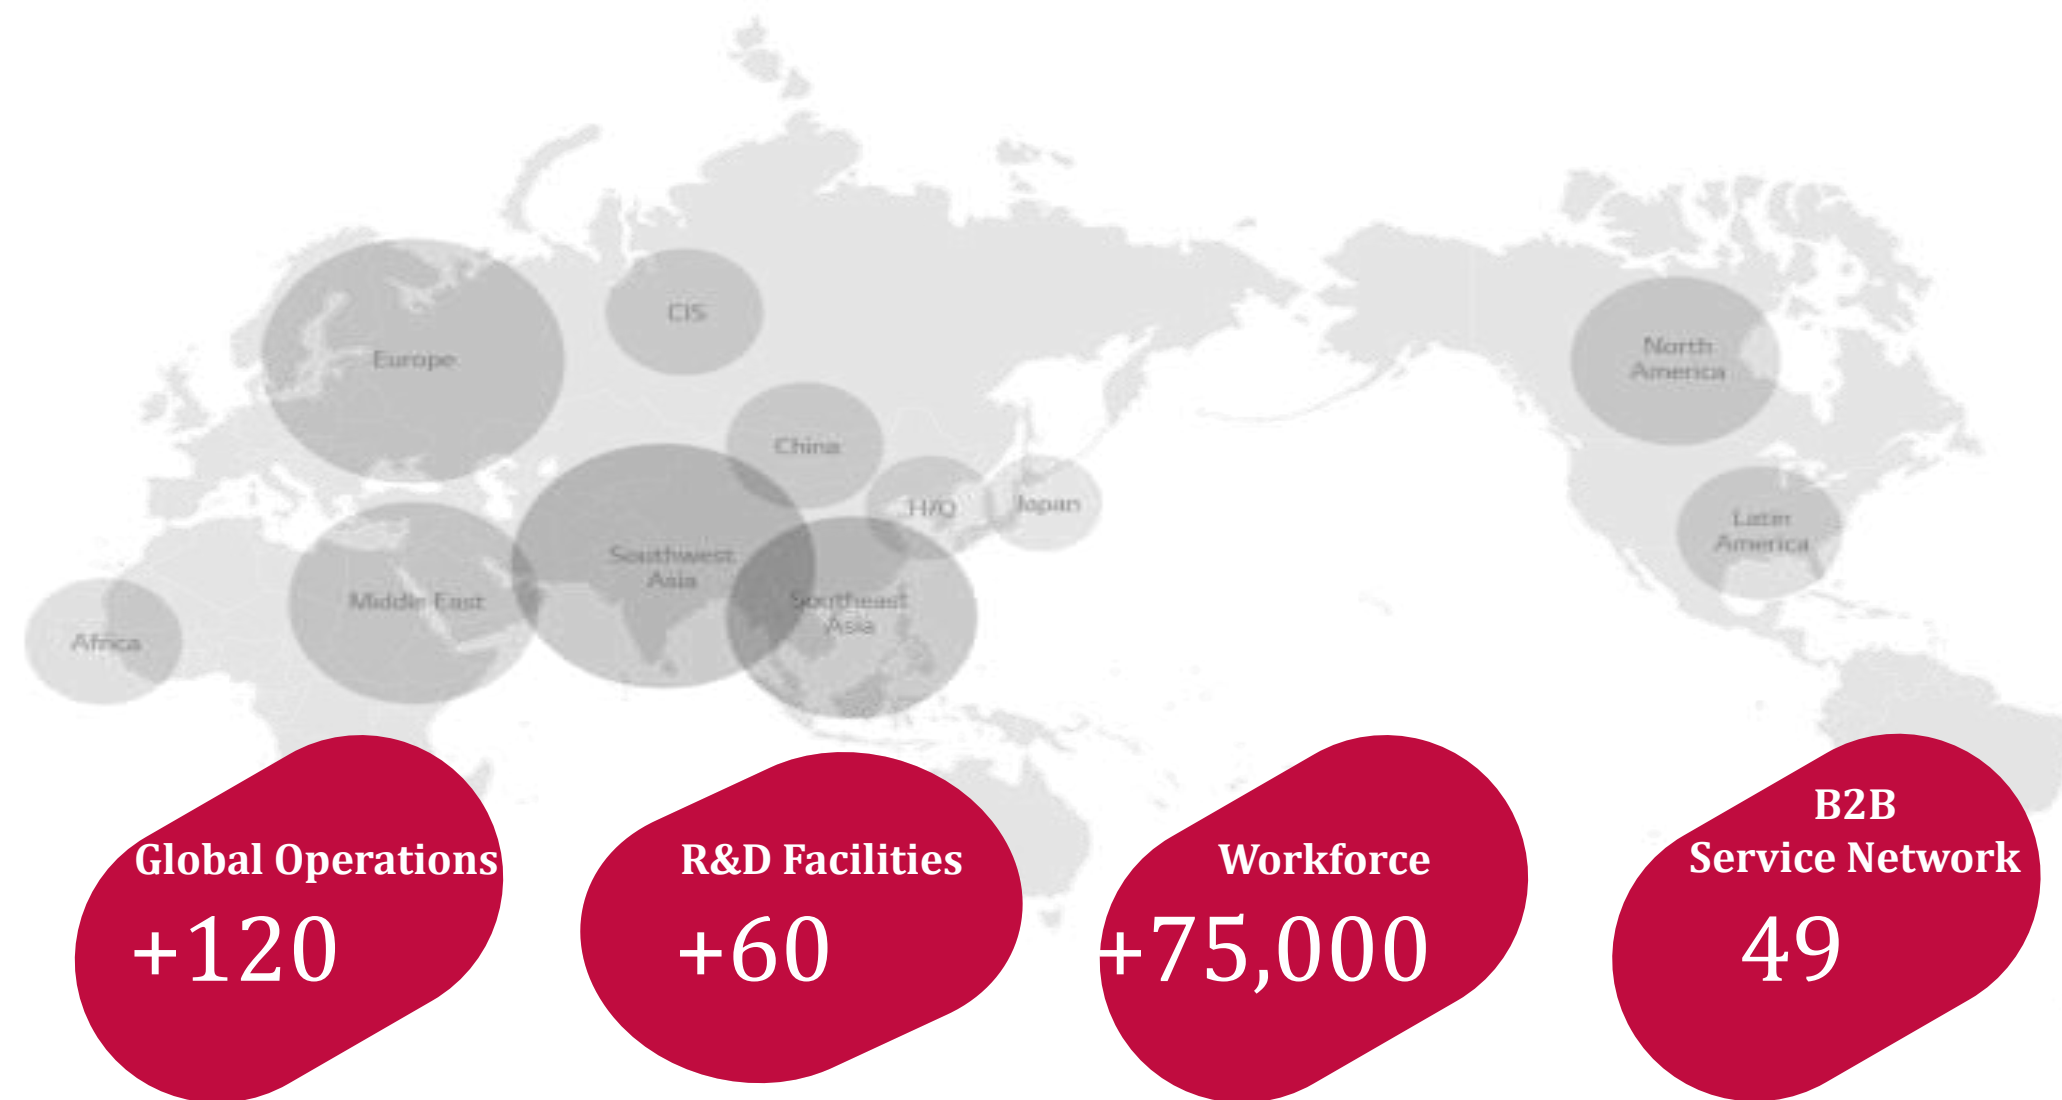 CIS
Europe
North
America
China
H/Q
Japan
Latin
America
Southwest
Asia
Southeast
Asia
Middle East
Africa
Global Operations
+120
R&D Facilities
+60
Workforce
+75,000
B2B
Service Network
49